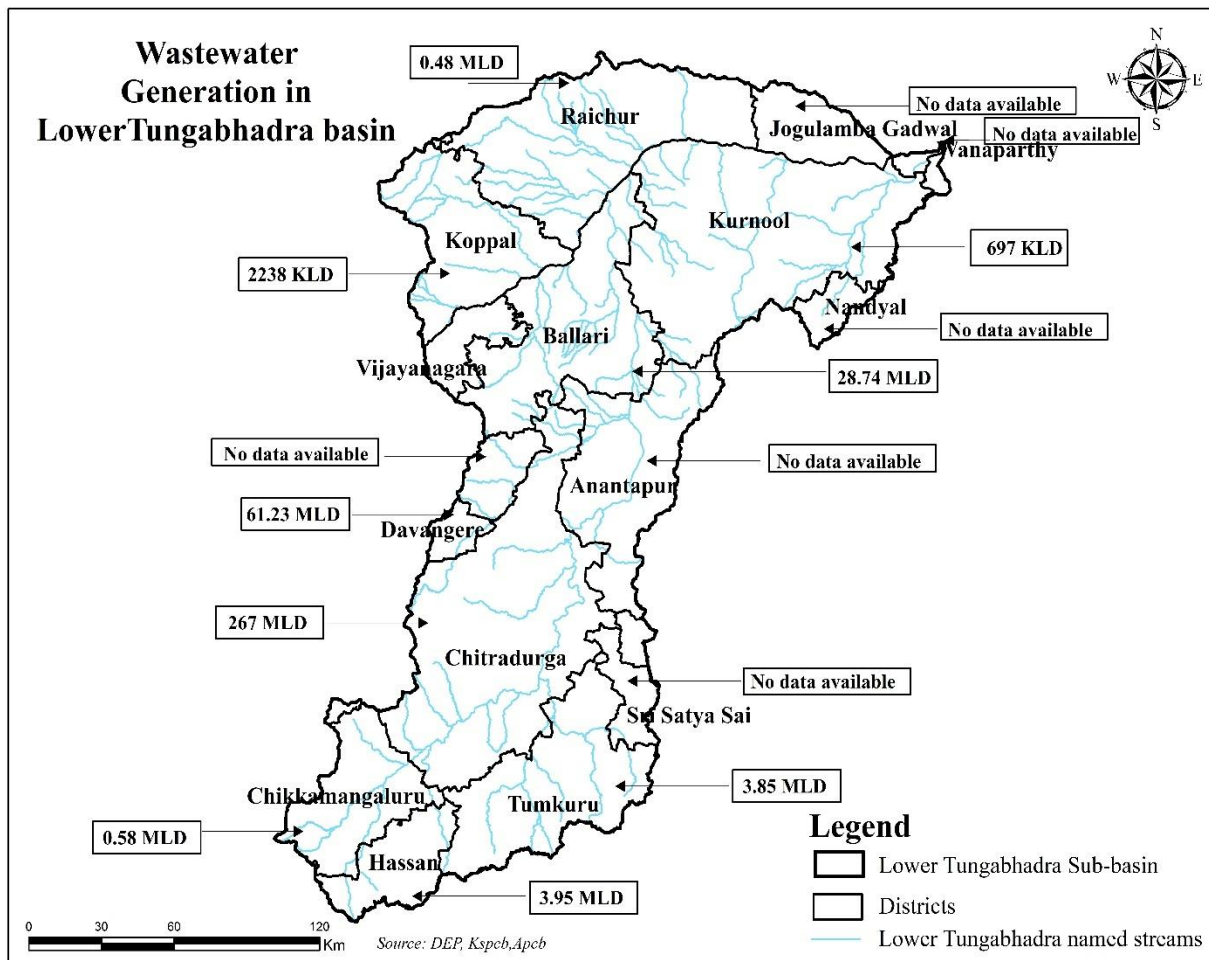 Wastewater
Generation in
LowerTungabhadra basin
0.48 MLD
N
W E
S
Raichur
No data available
Jogulamba Gadwal
No data available
Wanaparthy
Kurnool
Koppal
697 KLD
2238 KLD
Nandyal
No data available
Ballari
Vijayanagara
28.74 MLD
No data available
No data available
Anantapur
61.23 MLD
Davangere
267 MLD
Chitradurga
No data available
Sri Satya Sai
3.85 MLD
Chikkamangaluru
Tumkuru
0.58 MLD
Hassan
3.95 MLD
Legend
Lower Tungabhadra Sub-basin
Districts
Lower Tungabhadra named streams
0 30 60 120
Km
Source: DEP, Kspcb,Apcb